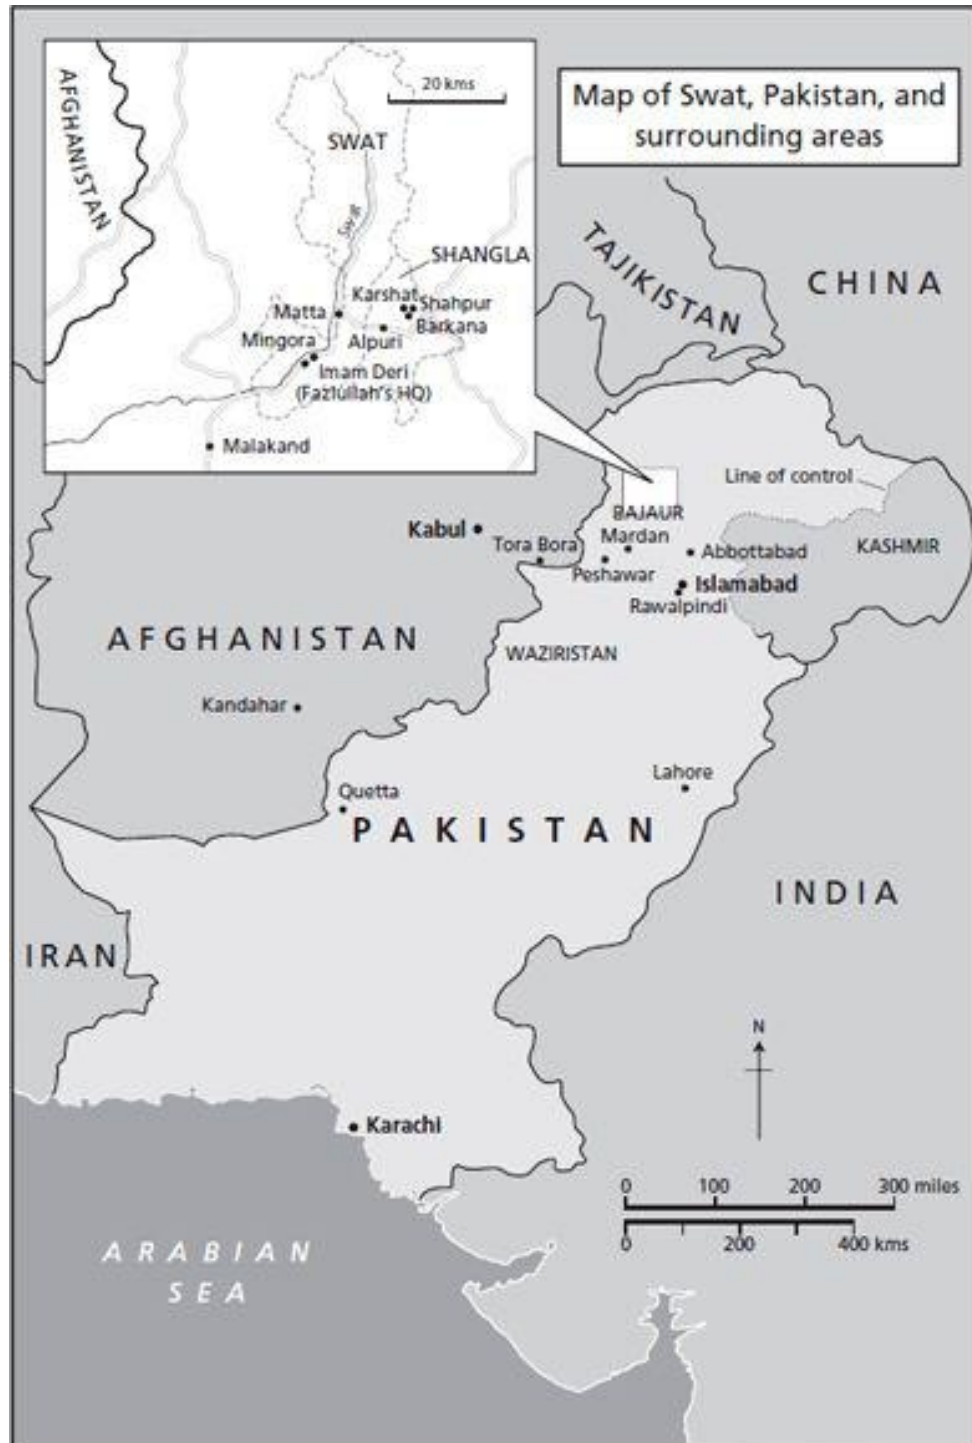 Map of Swat, Pakistan, and
surrounding areas
AFGHANISTAN
20 kms
SWAT
Swat
SHANGLA
Karshat
Shahpur
Matta
Barkana
Mingora
Alpuri
Imam Deri
(Fazlullah's HQ)
Malakand
TAJIKISTAN
CHINA
Line of control
BAJAUR
Kabul
Mardan
Tora Bora
Abbottabad
KASHMIR
Peshawar
Islamabad
Rawalpindi
AFGHANISTAN
WAZIRISTAN
Kandahar
Lahore
Quetta
PAKISTAN
INDIA
IRAN
N
Karachi
0 100 200 300 miles
0 200 400 kms
ARABIAN
SEA